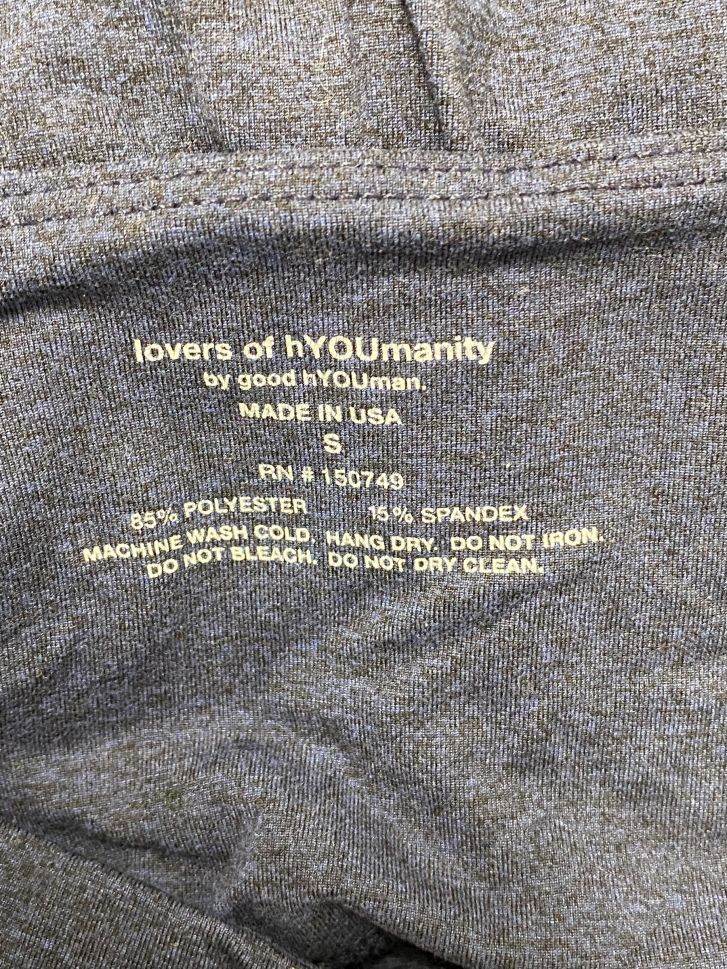 lovers of hYOUmanity
by good hYOUman.
MADE IN USA
S
RN # 150749
85% POLYESTER 15% SPANDEX
MACHINE WASH COLD. HANG DRY. DO NOT IRON.
DO NOT BLEACH. DO NOT DRY CLEAN.